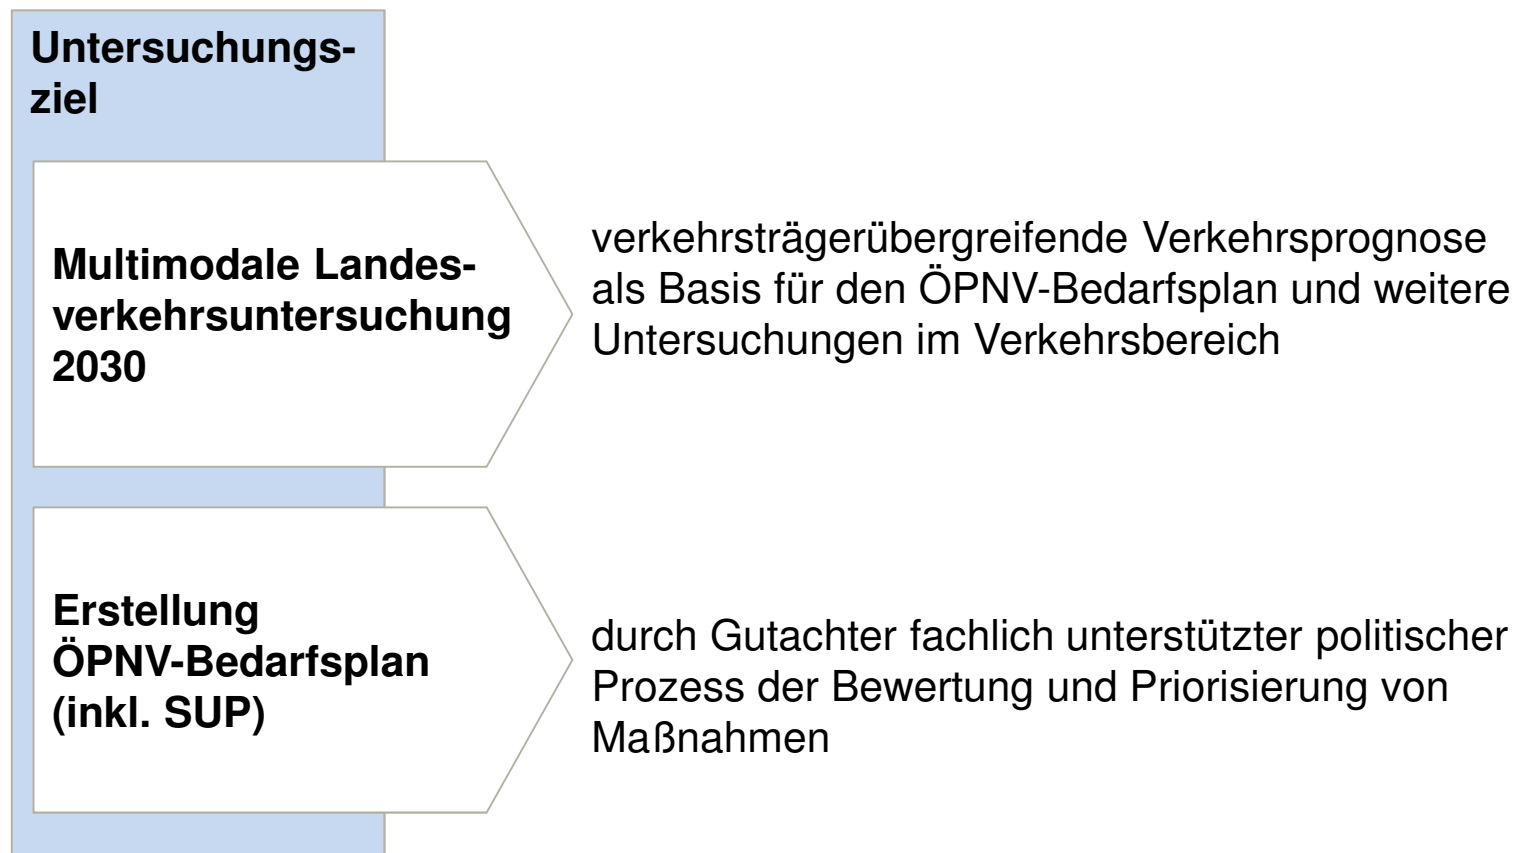 Untersuchungs-
ziel
Multimodale Landes-
verkehrsuntersuchung
2030
verkehrsträgerübergreifende Verkehrsprognose
als Basis für den ÖPNV-Bedarfsplan und weitere
Untersuchungen im Verkehrsbereich
Erstellung
ÖPNV-Bedarfsplan
(inkl. SUP)
durch Gutachter fachlich unterstützter politischer
Prozess der Bewertung und Priorisierung von
Maßnahmen